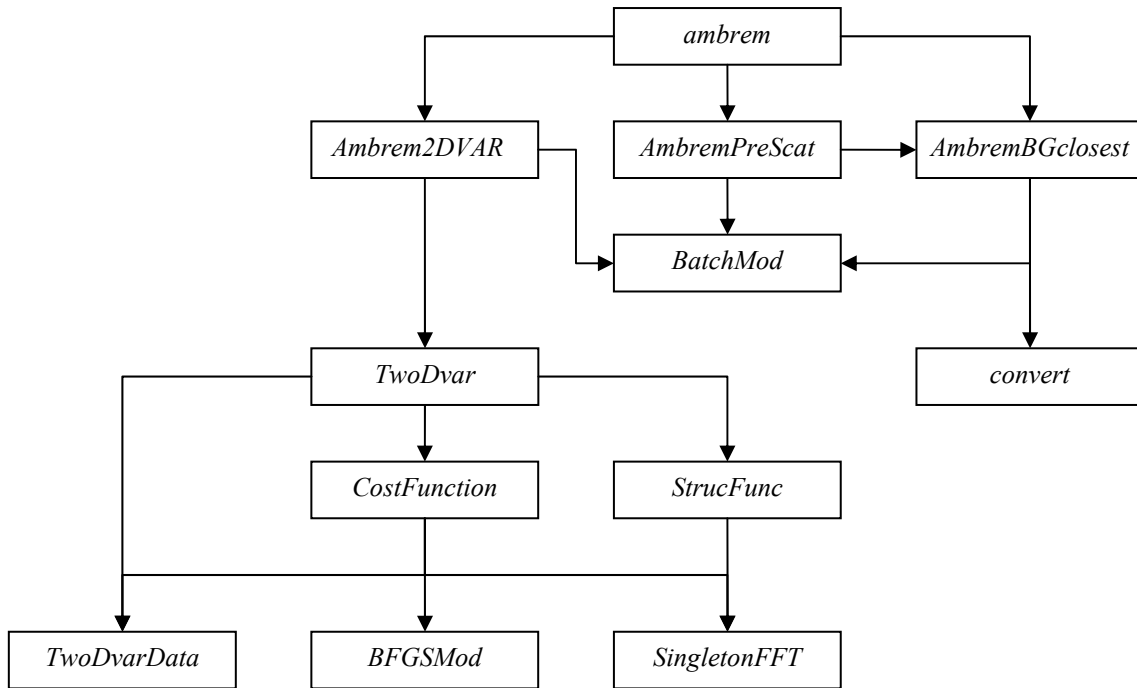 ambrem
Ambrem2DVAR
AmbremPreScat
AmbremBGclosest
BatchMod
TwoDvar
convert
CostFunction
StrucFunc
TwoDvarData
BFGSMod
SingletonFFT